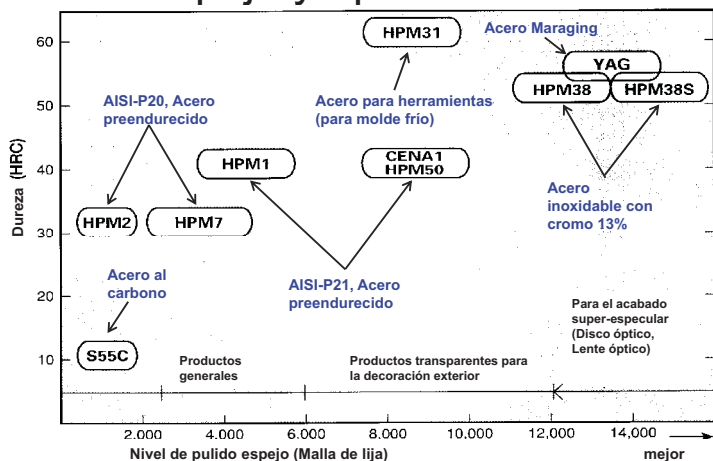 60
50
40
30
20
10
Dureza (HRC)
HPM31
Acero Maraging
YAG
HPM38
HPM38S
AISI-P20, Acero
preendurecido
Acero para herramientas
(para molde frío)
HPM1
CENA1
HPM50
HPM2
HPM7
Acero
inoxidable con
cromo 13%
AISI-P21, Acero
preendurecido
Acero al
carbono
S55C
Para el acabado
super-especular
(Disco óptico,
Lente óptico)
Productos
generales
Productos transparentes para
la decoración exterior
2.000
4,000
6,000
8,000
10,000
12,000
14,000
Nivel de pulido espejo (Malla de lija)
mejor